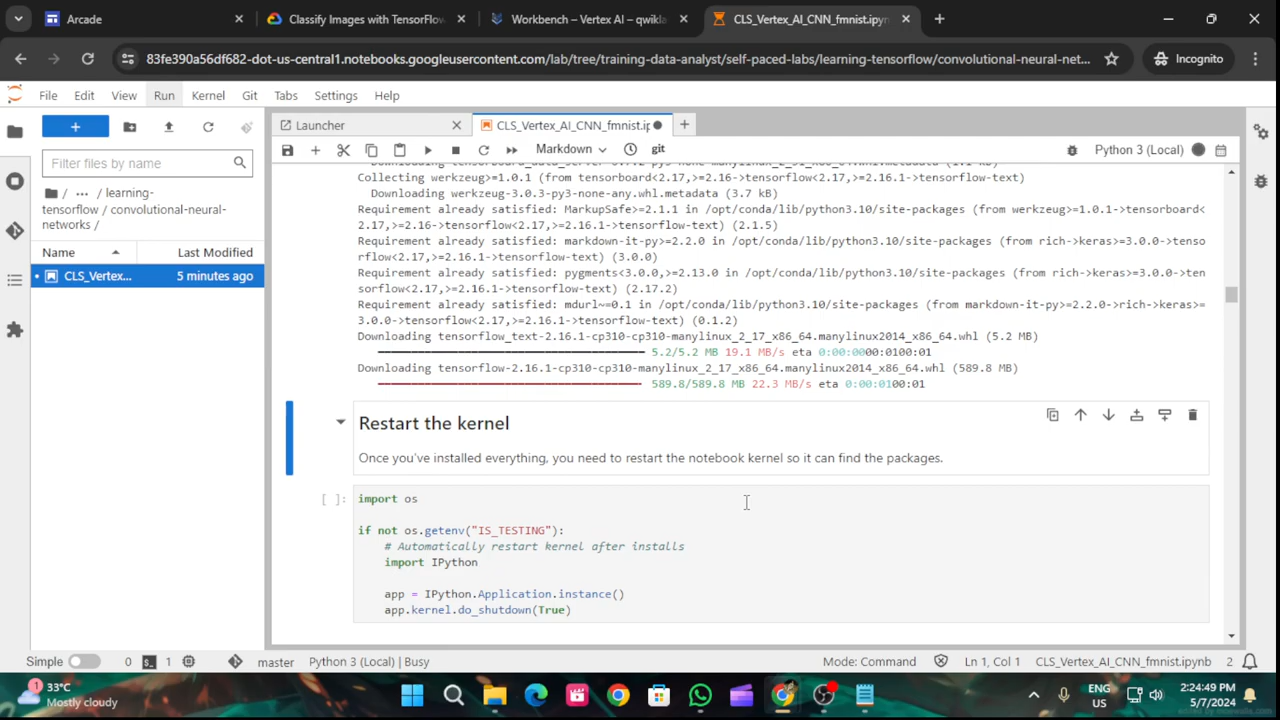 Arcade
Classify Images with TensorFlow
Workbench – Vertex AI – qwikla
CLS_Vertex_AI_CNN_fmnist.ipyn
83fe390a56df682-dot-us-central1.notebooks.googleusercontent.com/lab/tree/training-data-analyst/self-paced-labs/learning-tensorflow/convolutional-neural-net...
Incognito
File Edit View Run Kernel Git Tabs Settings Help
Launcher
CLS_Vertex_AI_CNN_fmnist.ip
Markdown
git
Python 3 (Local)
Filter files by name
/ ... / learning-
tensorflow / convolutional-neural-
networks /
Name Last Modified
CLS_Vertex... 5 minutes ago
Collecting werkzeug>=1.0.1 (from tensorboard<2.17,>=2.16->tensorflow<2.17,>=2.16.1->tensorflow-text)
Downloading werkzeug-3.0.3-py3-none-any.whl.metadata (3.7 kB)
Requirement already satisfied: MarkupSafe>=2.1.1 in /opt/conda/lib/python3.10/site-packages (from werkzeug>=1.0.1->tensorboard<
2.17,>=2.16->tensorflow<2.17,>=2.16.1->tensorflow-text) (2.1.5)
Requirement already satisfied: markdown-it-py>=2.2.0 in /opt/conda/lib/python3.10/site-packages (from rich->keras>=3.0.0->tenso
rflow<2.17,>=2.16.1->tensorflow-text) (3.0.0)
Requirement already satisfied: pygments<3.0.0,>=2.13.0 in /opt/conda/lib/python3.10/site-packages (from rich->keras>=3.0.0->ten
sorflow<2.17,>=2.16.1->tensorflow-text) (2.17.2)
Requirement already satisfied: mdurl~=0.1 in /opt/conda/lib/python3.10/site-packages (from markdown-it-py>=2.2.0->rich->keras>=
3.0.0->tensorflow<2.17,>=2.16.1->tensorflow-text) (0.1.2)
Downloading tensorflow_text-2.16.1-cp310-cp310-manylinux_2_17_x86_64.manylinux2014_x86_64.whl (5.2 MB)
5.2/5.2 MB 19.1 MB/s eta 0:00:0000:0100:01
Downloading tensorflow-2.16.1-cp310-cp310-manylinux_2_17_x86_64.manylinux2014_x86_64.whl (589.8 MB)
589.8/589.8 MB 22.3 MB/s eta 0:00:0100:01
Restart the kernel
Once you've installed everything, you need to restart the notebook kernel so it can find the packages.
[ ]: import os
if not os.getenv("IS_TESTING"):
# Automatically restart kernel after installs
import IPython
app = IPython.Application.instance()
app.kernel.do_shutdown(True)
Simple 0 1 master Python 3 (Local) | Busy Mode: Command Ln 1, Col 1 CLS_Vertex_AI_CNN_fmnist.ipynb 2
1
33°C
Mostly cloudy
ENG
US
2:24:49 PM
5/7/2024